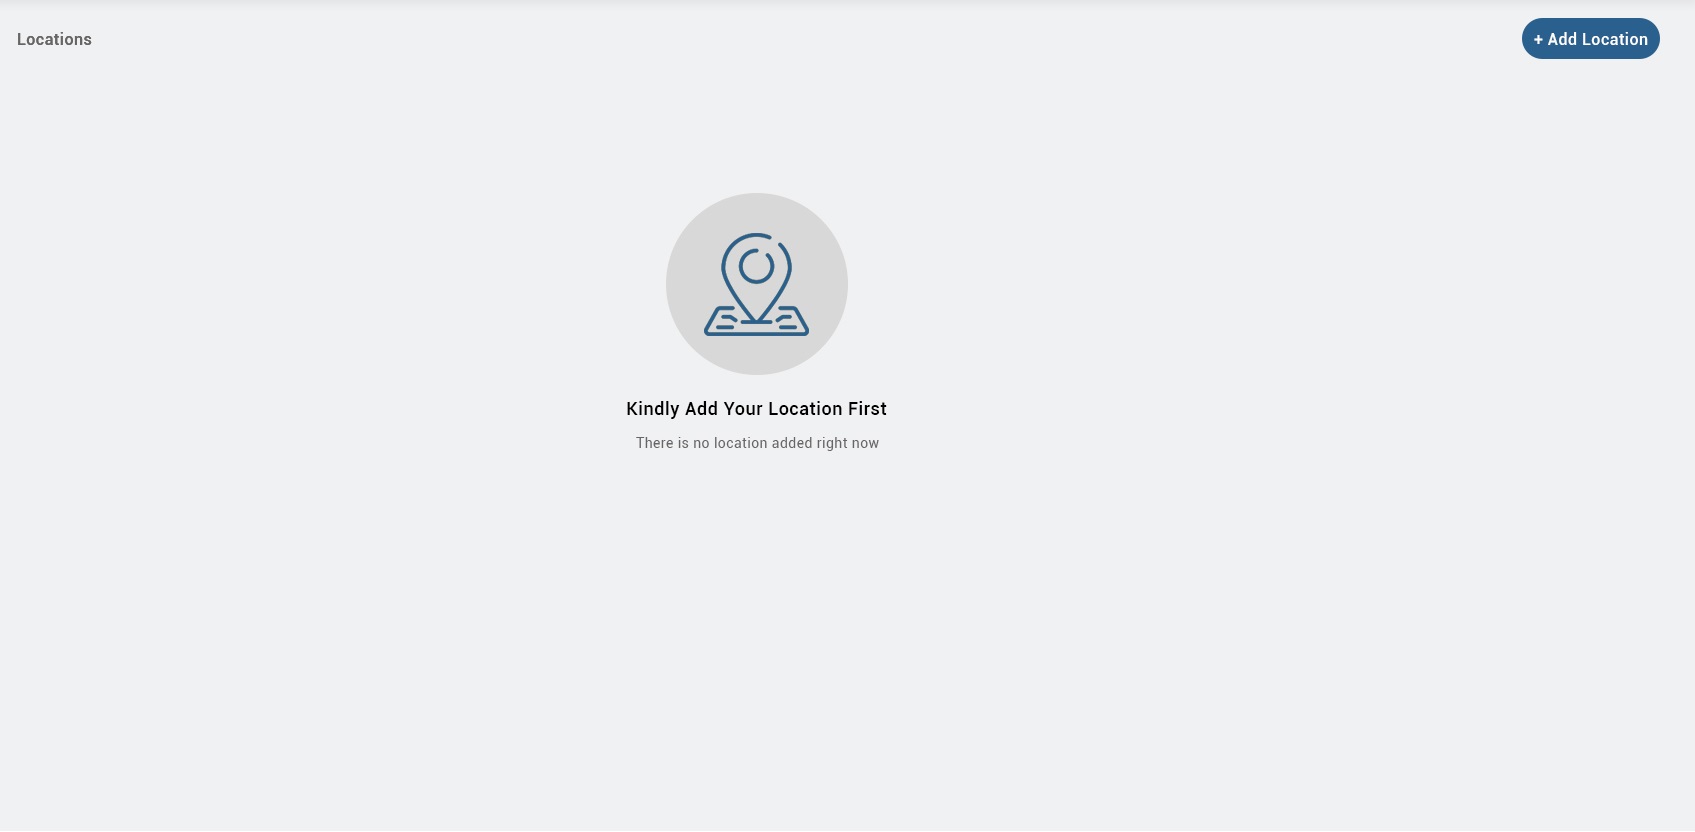 Locations
+ Add Location
Kindly Add Your Location First
There is no location added right now